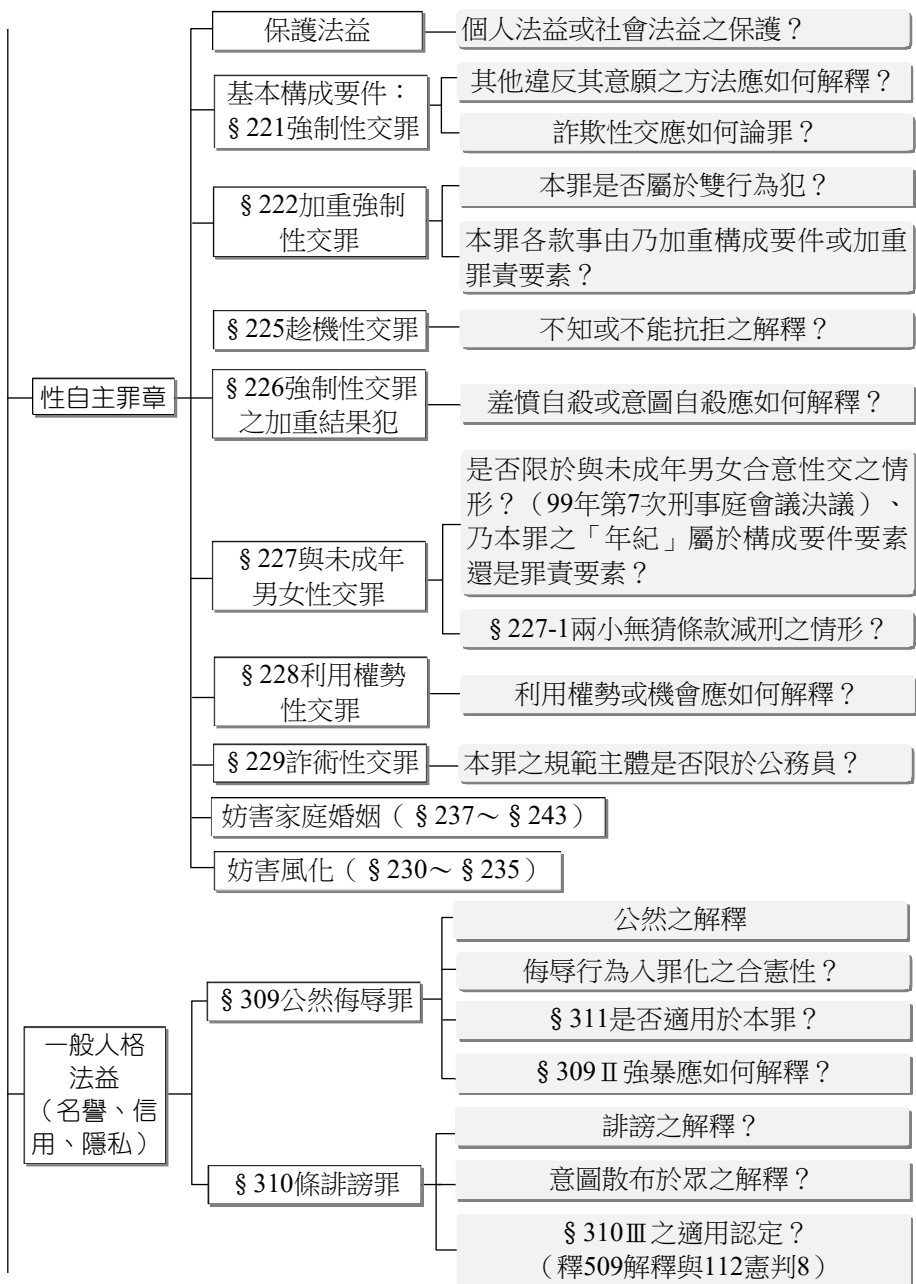 保護法益
個人法益或社會法益之保護？
基本構成要件：
§221強制性交罪
其他違反其意願之方法應如何解釋？
詐欺性交應如何論罪？
§222加重強制
性交罪
本罪是否屬於雙行為犯？
本罪各款事由乃加重構成要件或加重
罪責要素？
§225趁機性交罪
不知或不能抗拒之解釋？
性自主罪章
§226強制性交罪
之加重結果犯
羞憤自殺或意圖自殺應如何解釋？
§227與未成年
男女性交罪
是否限於與未成年男女合意性交之情
形？（99年第7次刑事庭會議決議）、
乃本罪之「年紀」屬於構成要件要素
還是罪責要素？
§227-1兩小無猜條款減刑之情形？
§228利用權勢
性交罪
利用權勢或機會應如何解釋？
§229詐術性交罪
本罪之規範主體是否限於公務員？
妨害家庭婚姻（§237～§243）
妨害風化（§230～§235）
一般人格
法益
（名譽、信
用、隱私）
§309公然侮辱罪
公然之解釋
侮辱行為入罪化之合憲性？
§311是否適用於本罪？
§309Ⅱ強暴應如何解釋？
§310條誹謗罪
誹謗之解釋？
意圖散布於眾之解釋？
§310Ⅲ之適用認定？
（釋509解釋與112憲判8）